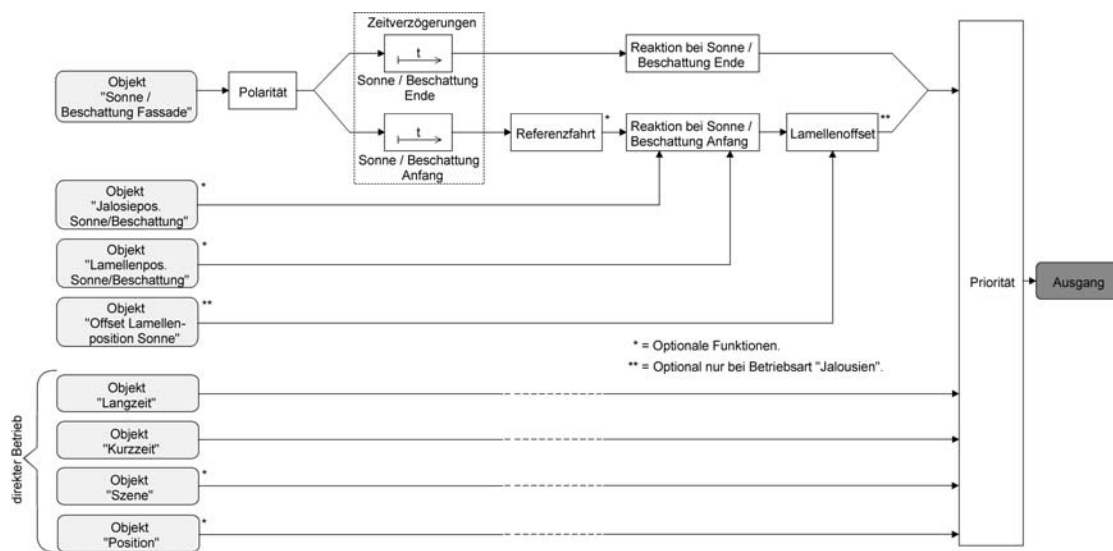 Zeitverzögerungen
t
Sonne / Beschattung
Ende
Reaktion bei Sonne /
Beschattung Ende
Objekt
"Sonne /
Beschattung Fassade"
Polarität
t
Sonne / Beschattung
Anfang
Referenzfahrt
*
Reaktion bei Sonne /
Beschattung Anfang
Lamellenoffset
**
Objekt
"Jalosiepos.
Sonne/Beschattung"
*
Objekt
"Lamellenpos.
Sonne/Beschattung"
*
Objekt
"Offset Lamellen-
position Sonne"
**
Priorität
Ausgang
* = Optionale Funktionen.
** = Optional nur bei Betriebsart "Jalousien".
direkter Betrieb
Objekt
"Langzeit"
Objekt
"Kurzzeit"
Objekt
"Szene"
*
Objekt
"Position"
*